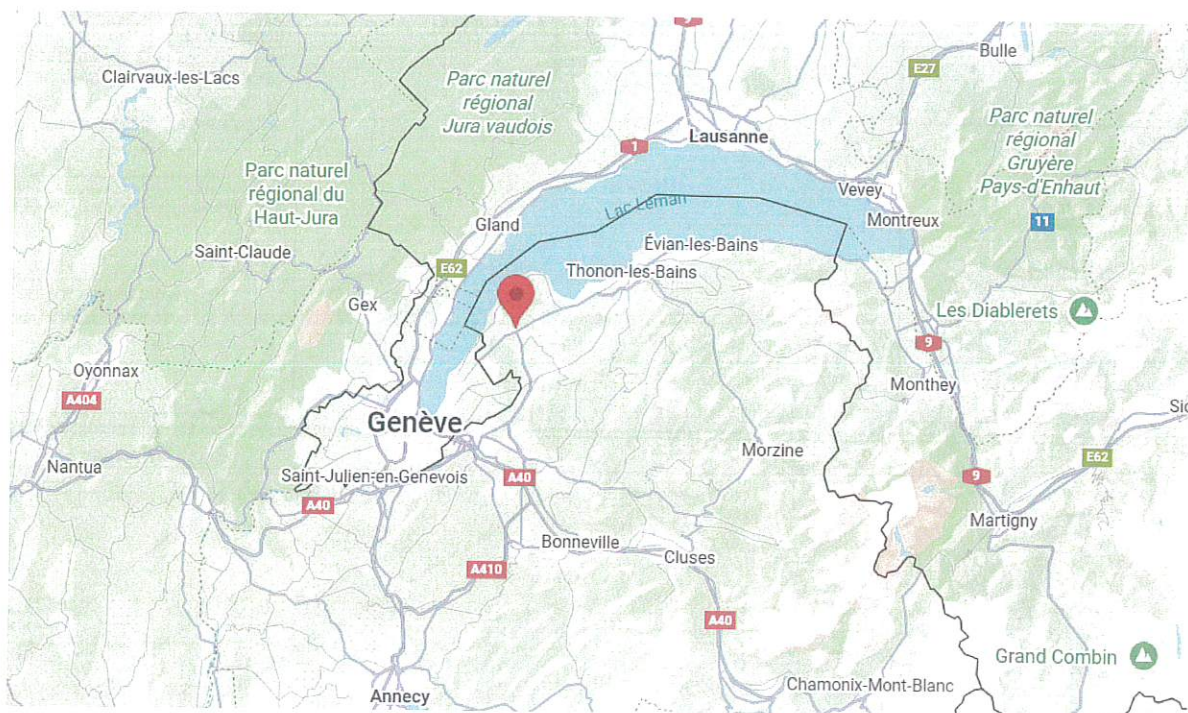 9
Bulle
Clairvaux-les-Lacs
E27
Parc naturel
régional
Jura vaudois
Parc naturel
régional
Gruyère
Pays-d'Enhaut
Lausanne
1
Parc naturel
régional du
Haut-Jura
Vevey
Lac Léman
Gland
Montreux
11
Saint-Claude
Évian-les-Bains
E62
Thonon-les-Bains
Gex
Les Diablerets
9
Oyonnax
Monthey
A404
Genève
Sio
Nantua
Saint-Julien-en-Genevois
A40
Morzine
E62
9
A40
Martigny
Bonneville
Cluses
A410
A40
Grand Combin
Chamonix-Mont-Blanc
Annecy